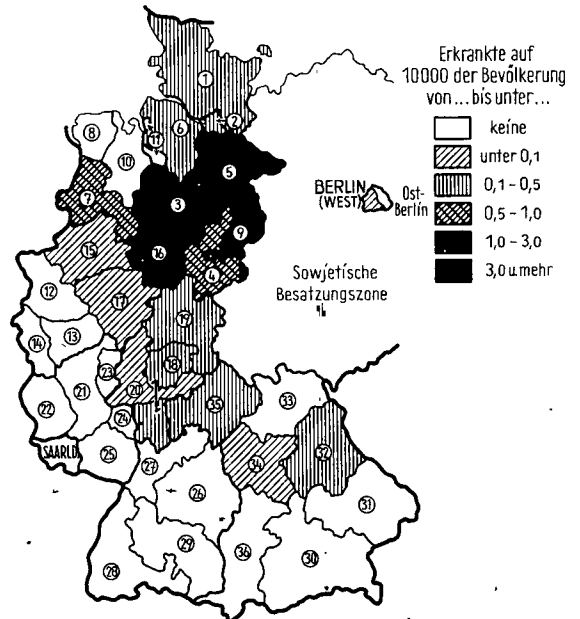 Erkrankte auf
10000 der Bevölkerung
von ... bis unter ...
keine
unter 0,1
0,1 - 0,5
0,5 - 1,0
1,0 - 3,0
3,0 u. mehr
BERLIN
(WEST)
Ost-
Berlin
Sowjetische
Besatzungszone
SAARLD.
1
2
6
11
8
10
5
7
3
9
16
4
15
12
17
19
14
13
18
23
21
20
22
24
35
33
25
27
34
32
26
31
29
36
30
28